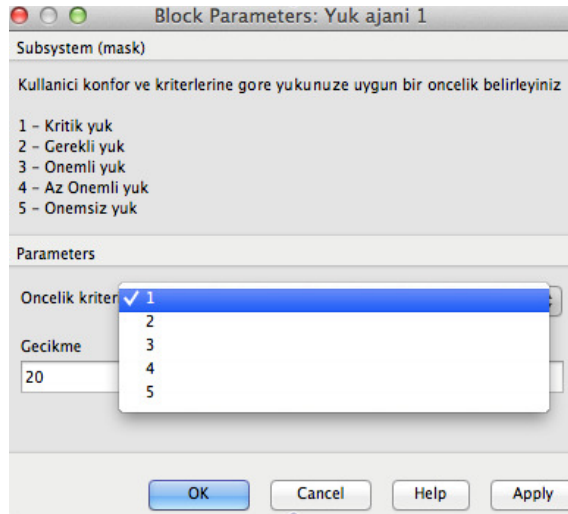 Block Parameters: Yuk ajani 1
Subsystem (mask)
Kullanici konfor ve kriterlerine gore yukunuze uygun bir oncelik belirleyiniz
1 - Kritik yuk
2 - Gerekli yuk
3 - Onemli yuk
4 - Az Onemli yuk
5 - Onemsiz yuk
Parameters
Oncelik kriter ✓ 1
2
3
4
5
Gecikme
20
OK Cancel Help Apply